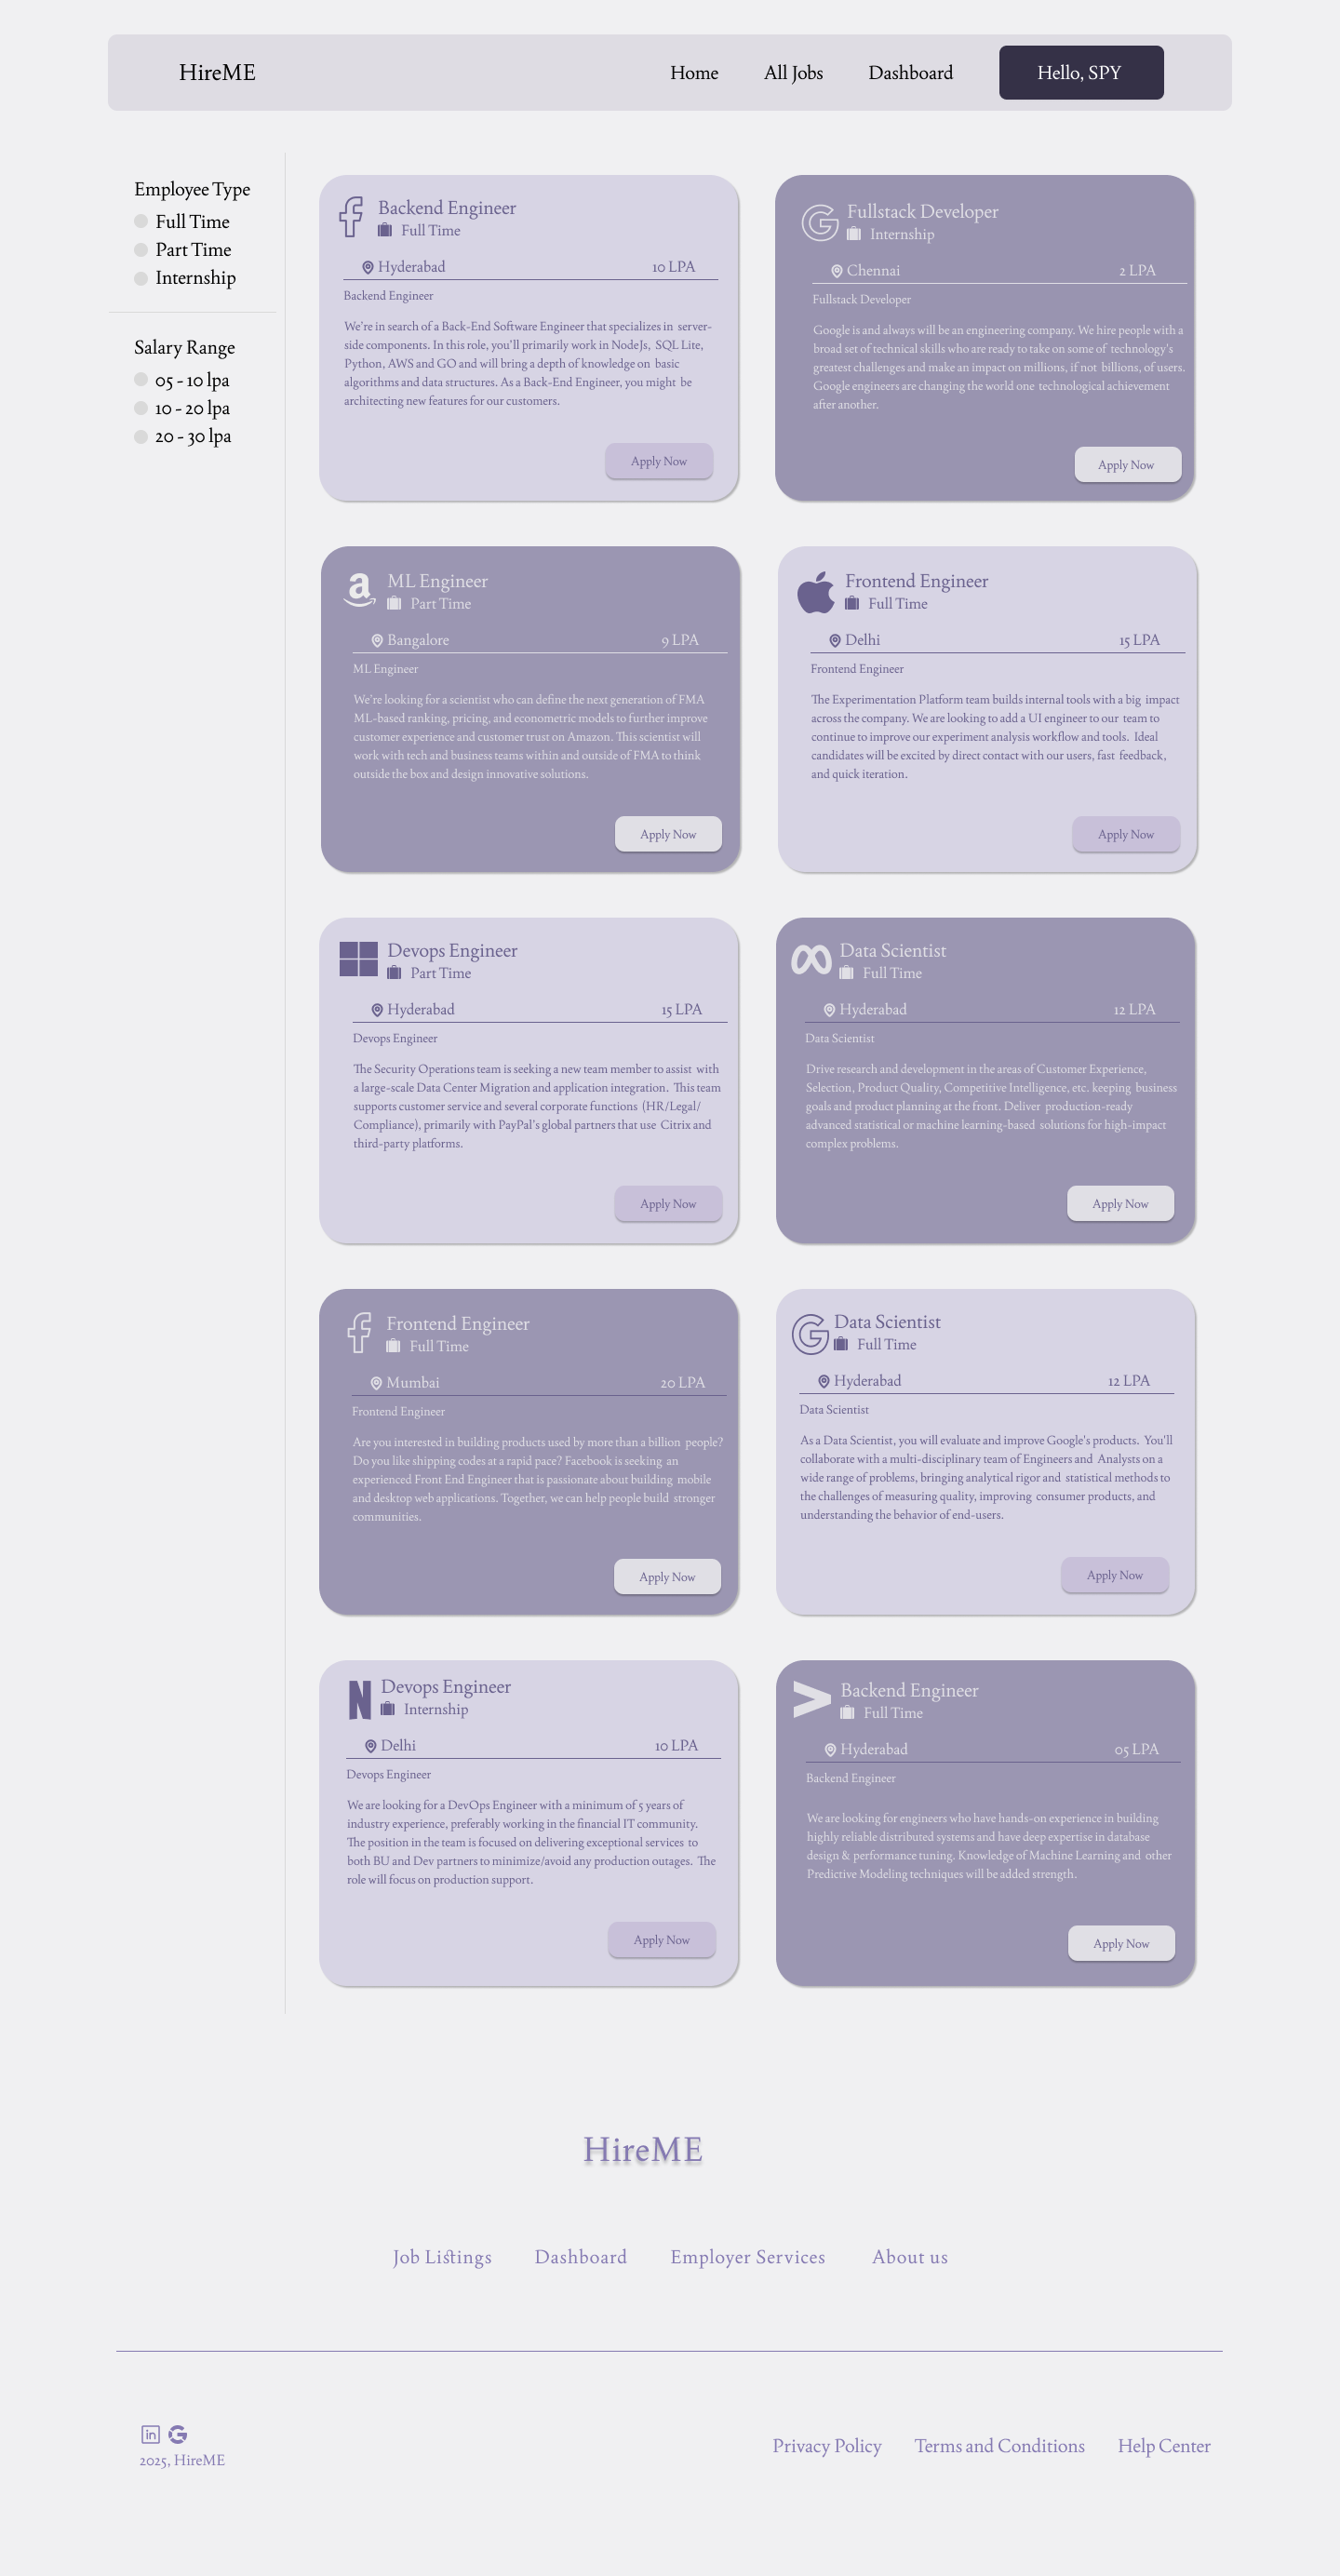 HireME
Home
All Jobs
Dashboard
Hello, SPY
Employee Type
Full Time
Part Time
Internship
Salary Range
05 - 10 lpa
10 - 20 lpa
20 - 30 lpa
Backend Engineer
Full Time
Hyderabad
10 LPA
Backend Engineer
We're in search of a Back-End Software Engineer that specializes in server-
side components. In this role, you'll primarily work in NodeJs, SQL Lite,
Python, AWS and GO and will bring a depth of knowledge on basic
algorithms and data structures. As a Back-End Engineer, you might be
architecting new features for our customers.
Apply Now
Fullstack Developer
Internship
Chennai
2 LPA
Fullstack Developer
Google is and always will be an engineering company. We hire people with a
broad set of technical skills who are ready to take on some of technology's
greatest challenges and make an impact on millions, if not billions, of users.
Google engineers are changing the world one technological achievement
after another.
Apply Now
ML Engineer
Part Time
Bangalore
9 LPA
ML Engineer
We're looking for a scientist who can define the next generation of FMA
ML-based ranking, pricing, and econometric models to further improve
customer experience and customer trust on Amazon. This scientist will
work with tech and business teams within and outside of FMA to think
outside the box and design innovative solutions.
Apply Now
Frontend Engineer
Full Time
Delhi
15 LPA
Frontend Engineer
The Experimentation Platform team builds internal tools with a big impact
across the company. We are looking to add a UI engineer to our team to
continue to improve our experiment analysis workflow and tools. Ideal
candidates will be excited by direct contact with our users, fast feedback,
and quick iteration.
Apply Now
Devops Engineer
Part Time
Hyderabad
15 LPA
Devops Engineer
The Security Operations team is seeking a new team member to assist with
a large-scale Data Center Migration and application integration. This team
supports customer service and several corporate functions (HR/Legal/
Compliance), primarily with PayPal's global partners that use Citrix and
third-party platforms.
Apply Now
Data Scientist
Full Time
Hyderabad
12 LPA
Data Scientist
Drive research and development in the areas of Customer Experience,
Selection, Product Quality, Competitive Intelligence, etc. keeping business
goals and product planning at the front. Deliver production-ready
advanced statistical or machine learning-based solutions for high-impact
complex problems.
Apply Now
Frontend Engineer
Full Time
Mumbai
20 LPA
Frontend Engineer
Are you interested in building products used by more than a billion people?
Do you like shipping codes at a rapid pace? Facebook is seeking an
experienced Front End Engineer that is passionate about building mobile
and desktop web applications. Together, we can help people build stronger
communities.
Apply Now
Data Scientist
Full Time
Hyderabad
12 LPA
Data Scientist
As a Data Scientist, you will evaluate and improve Google's products. You'll
collaborate with a multi-disciplinary team of Engineers and Analysts on a
wide range of problems, bringing analytical rigor and statistical methods to
the challenges of measuring quality, improving consumer products, and
understanding the behavior of end-users.
Apply Now
Devops Engineer
Internship
Delhi
10 LPA
Devops Engineer
We are looking for a DevOps Engineer with a minimum of 5 years of
industry experience, preferably working in the financial IT community.
The position in the team is focused on delivering exceptional services to
both BU and Dev partners to minimize/avoid any production outages. The
role will focus on production support.
Apply Now
Backend Engineer
Full Time
Hyderabad
05 LPA
Backend Engineer
We are looking for engineers who have hands-on experience in building
highly reliable distributed systems and have deep expertise in database
design & performance tuning. Knowledge of Machine Learning and other
Predictive Modeling techniques will be added strength.
Apply Now
HireME
Job Listings
Dashboard
Employer Services
About us
2025, HireME
Privacy Policy
Terms and Conditions
Help Center